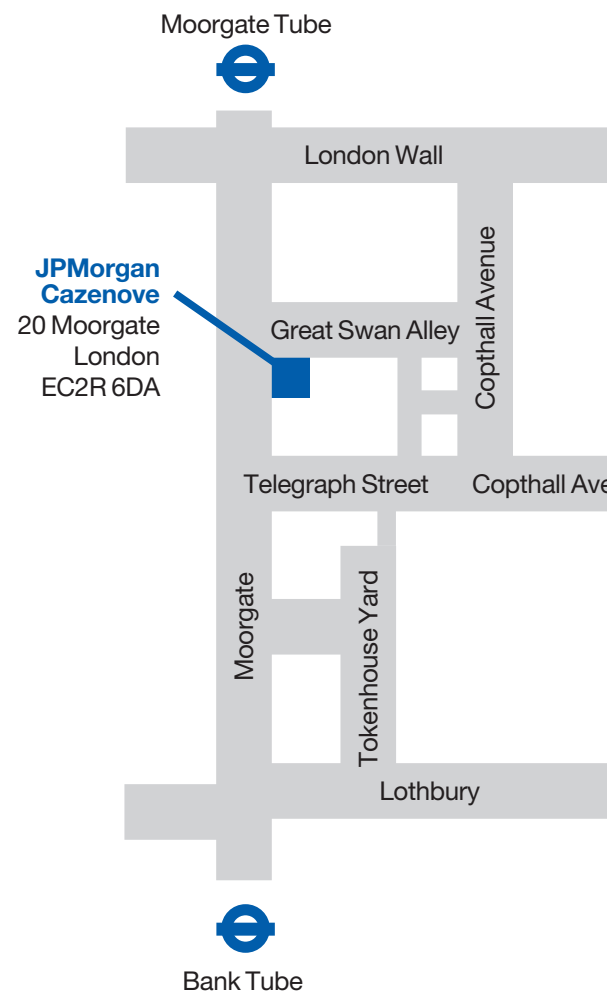 Moorgate Tube
London Wall
JPMorgan
Cazenove
20 Moorgate
London
EC2R 6DA
Great Swan Alley
Copthall Avenue
Telegraph Street
Copthall Ave
Moorgate
Tokenhouse Yard
Lothbury
Bank Tube